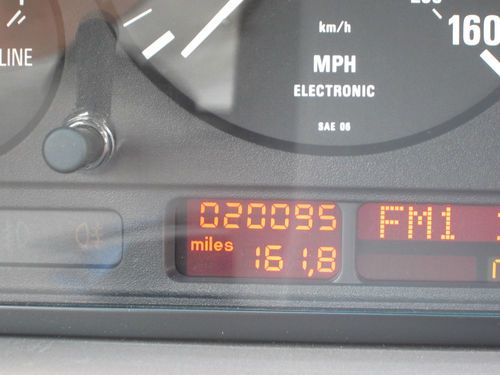 LINE
km/h
160
MPH
ELECTRONIC
SAE 06
020095
FM1
miles
161,8